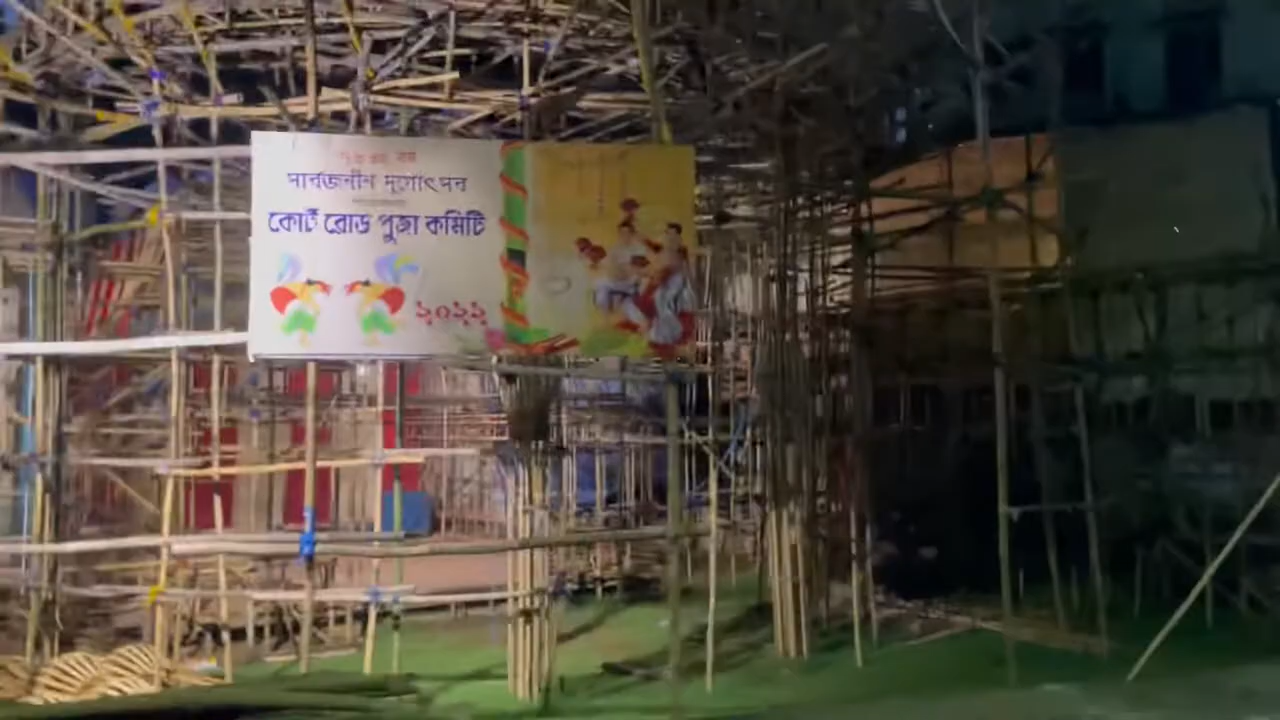 সার্বজনীন দুর্গোৎসব
কোর্ট রোড পুজা কমিটি
২০২২